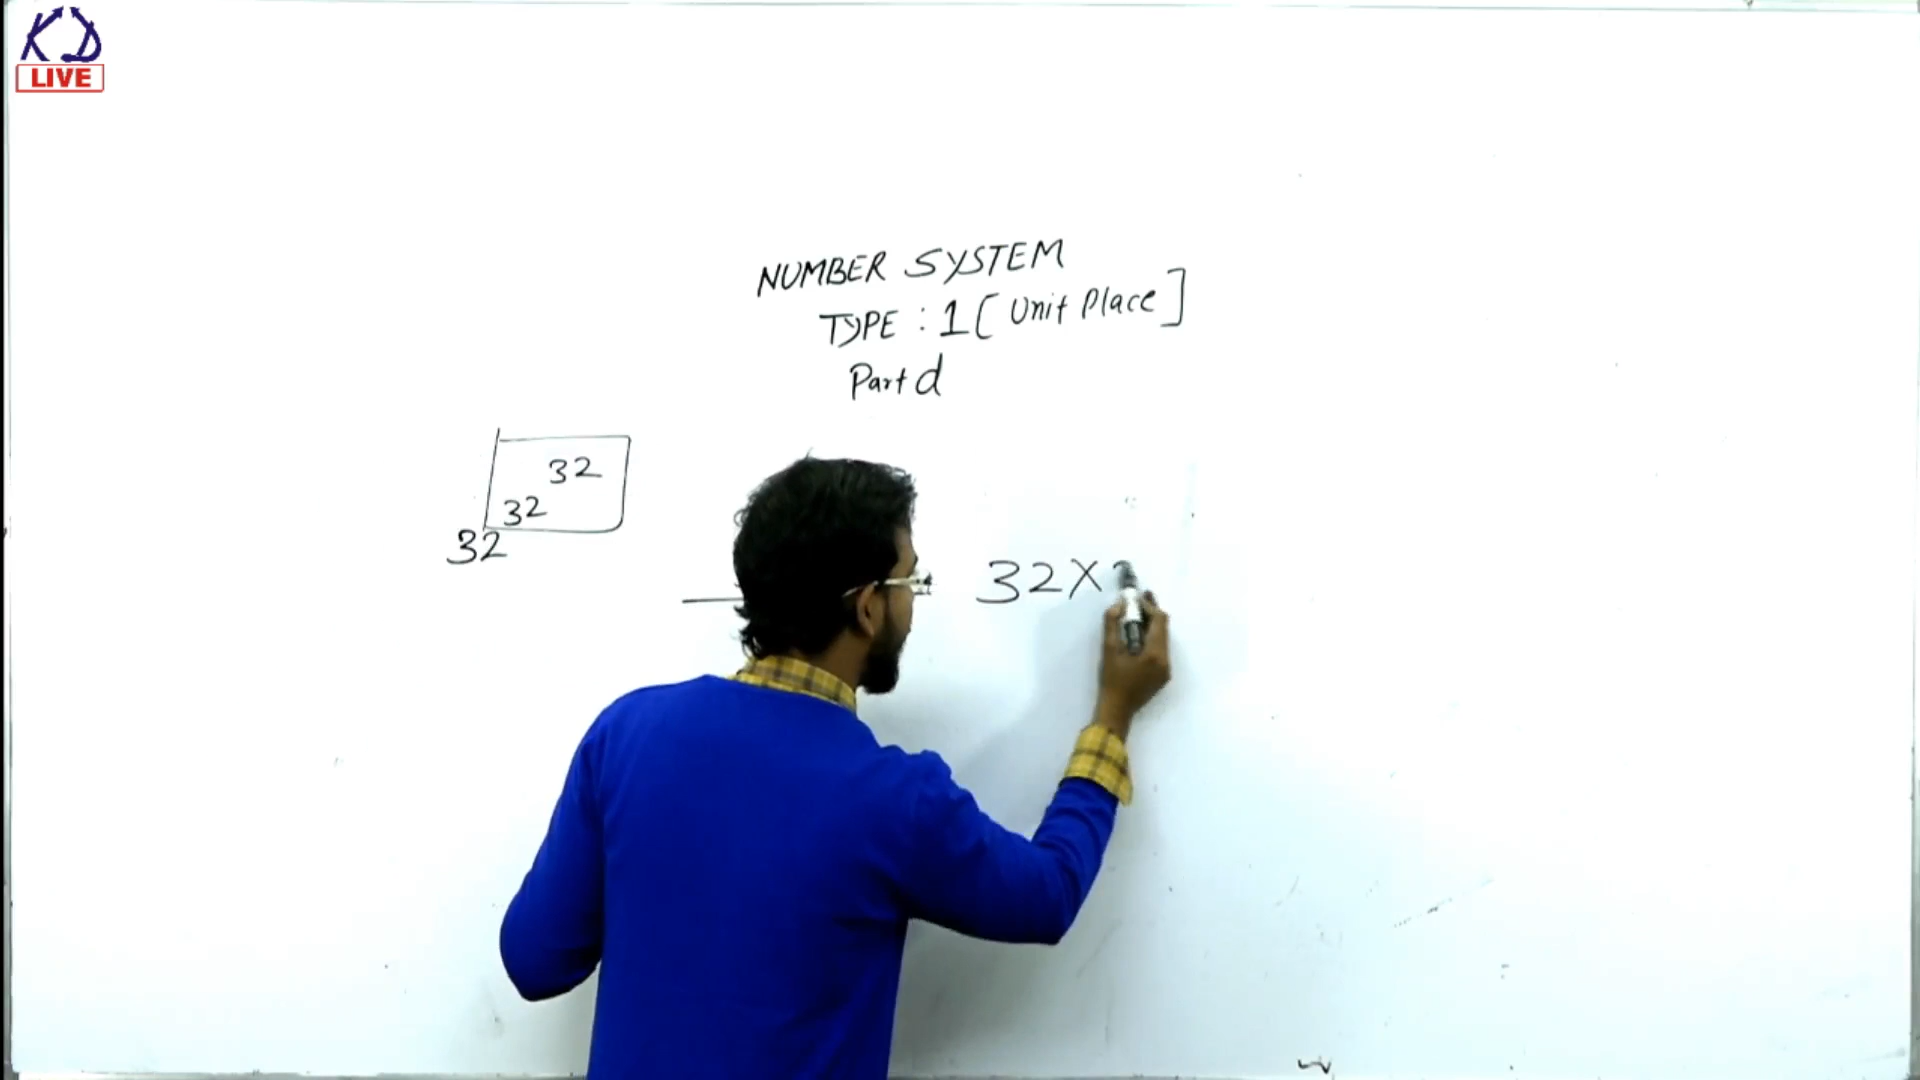 KD
LIVE
NUMBER SYSTEM
TYPE : 1 [ Unit Place ]
Part d
32
32
32
32X